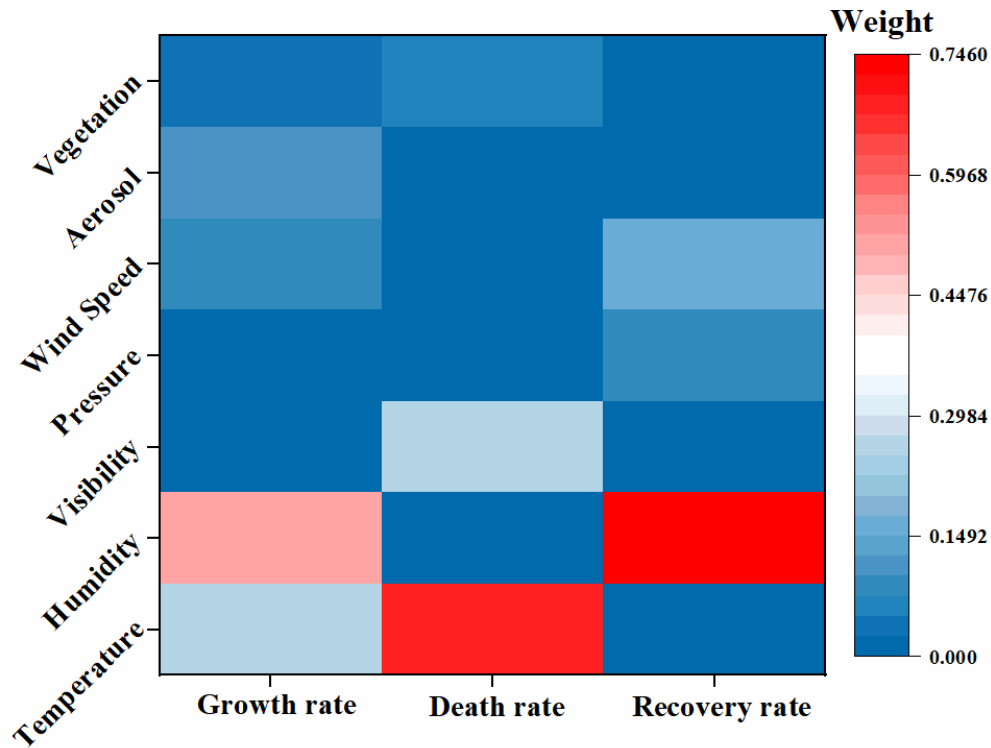 Weight
Vegetation
Aerosol
Wind Speed
Pressure
Visibility
Humidity
Temperature
Growth rate
Death rate
Recovery rate
0.7460
0.5968
0.4476
0.2984
0.1492
0.000